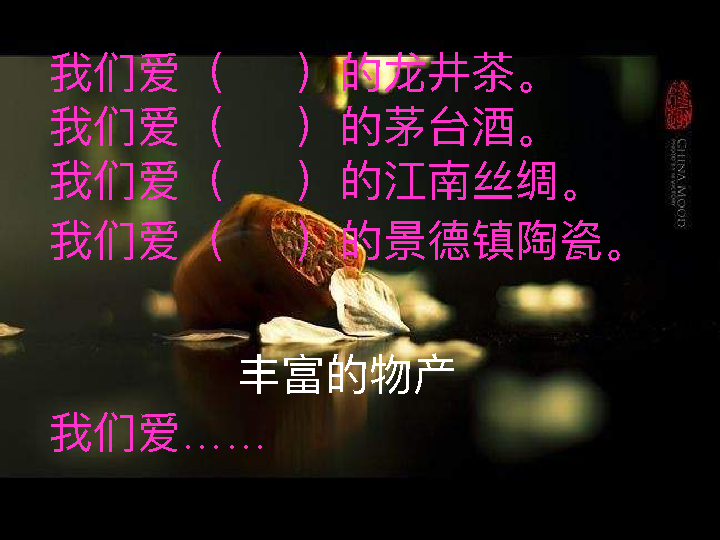 我们爱（　　）的龙井茶。
我们爱（　　）的茅台酒。
我们爱（　　）的江南丝绸。
我们爱（　　）的景德镇陶瓷。
丰富的物产
我们爱……
CHINA MOOD